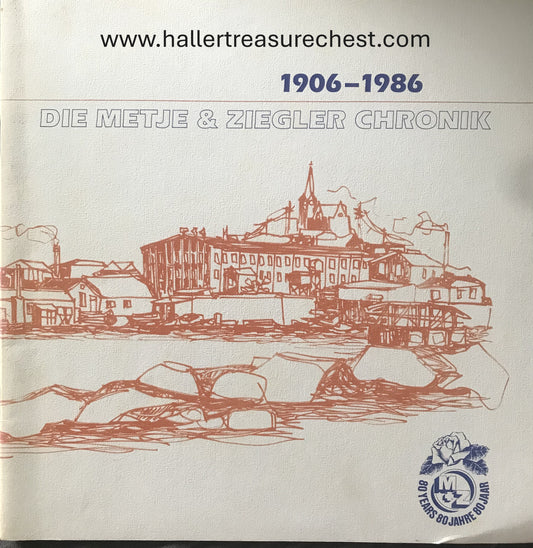 www.hallertreasurechest.com
1906–1986
DIE METJE & ZIEGLER CHRONIK
M
Z
80 YEARS 80 JAHRE 80 JAAR